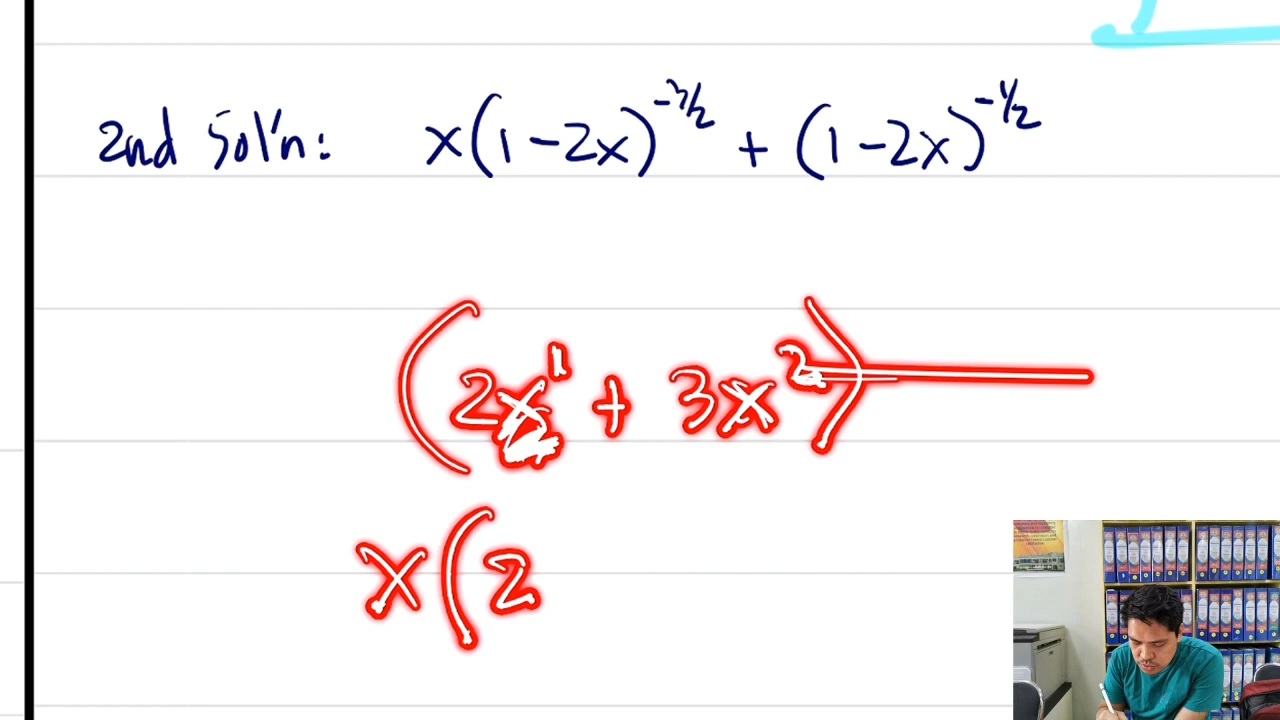 2nd Sol'n: x(1-2x)^{-3/2} + (1-2x)^{-1/2}
(2x^1 + 3x^2)
x(2